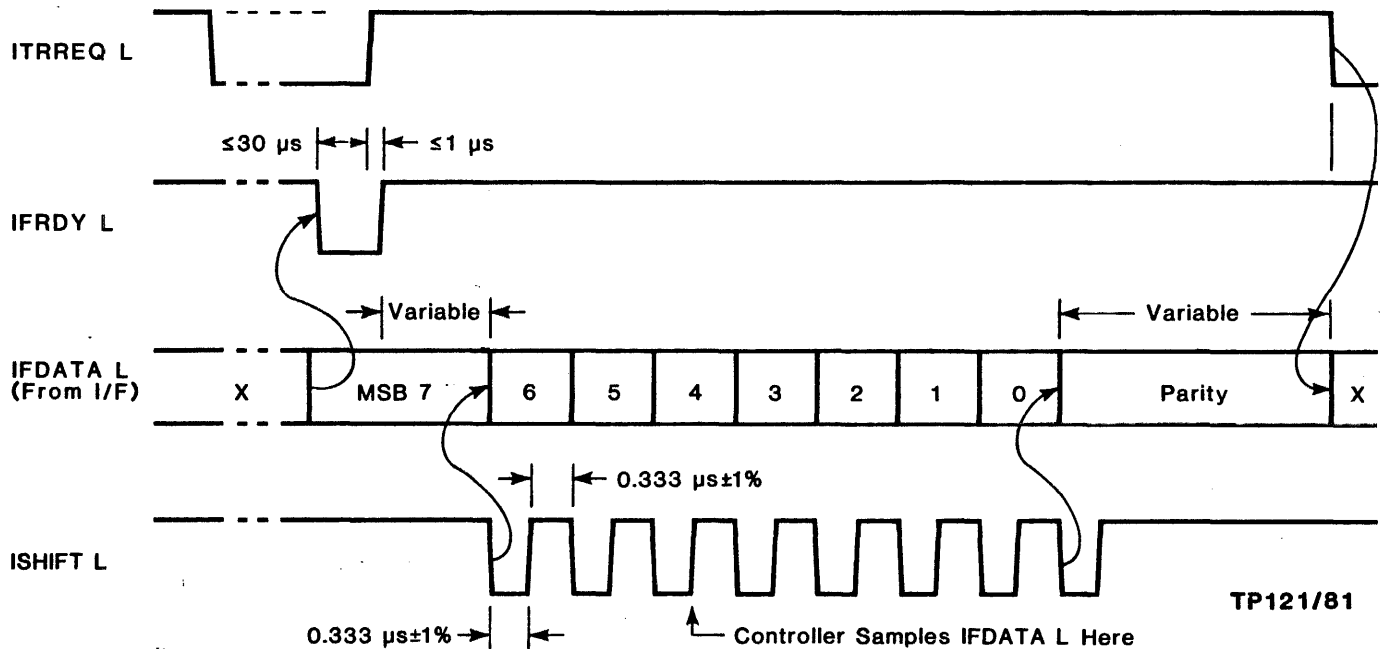 ITRREQ L
≤30 µs
≤1 µs
IFRDY L
Variable
Variable
IFDATA L
(From I/F)
X
MSB 7
6
5
4
3
2
1
0
Parity
X
0.333 µs±1%
ISHIFT L
TP121/81
0.333 µs±1%
Controller Samples IFDATA L Here